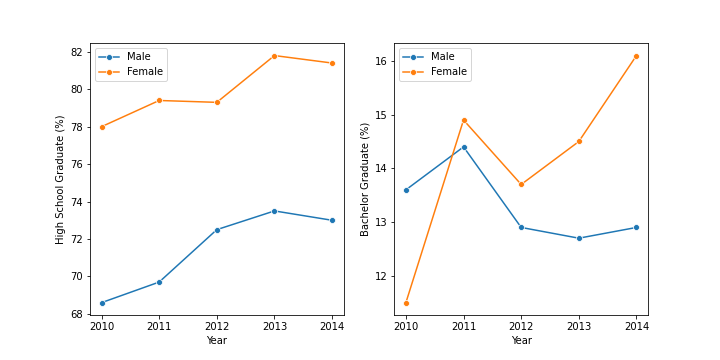 Male
Female
82
80
78
76
74
72
70
68
High School Graduate (%)
2010 2011 2012 2013 2014
Year
Male
Female
16
15
14
13
12
Bachelor Graduate (%)
2010 2011 2012 2013 2014
Year